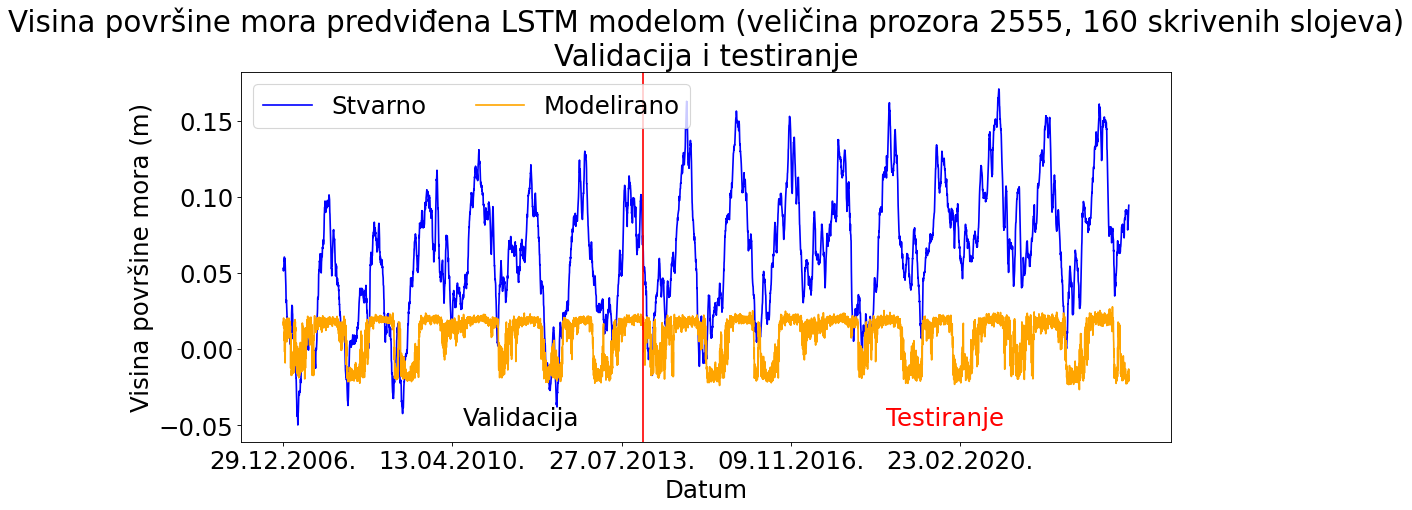 Visina površine mora predviđena LSTM modelom (veličina prozora 2555, 160 skrivenih slojeva)
Validacija i testiranje
Stvarno
Modelirano
Visina površine mora (m)
0.15
0.10
0.05
0.00
−0.05
Validacija
Testiranje
29.12.2006.
13.04.2010.
27.07.2013.
09.11.2016.
23.02.2020.
Datum